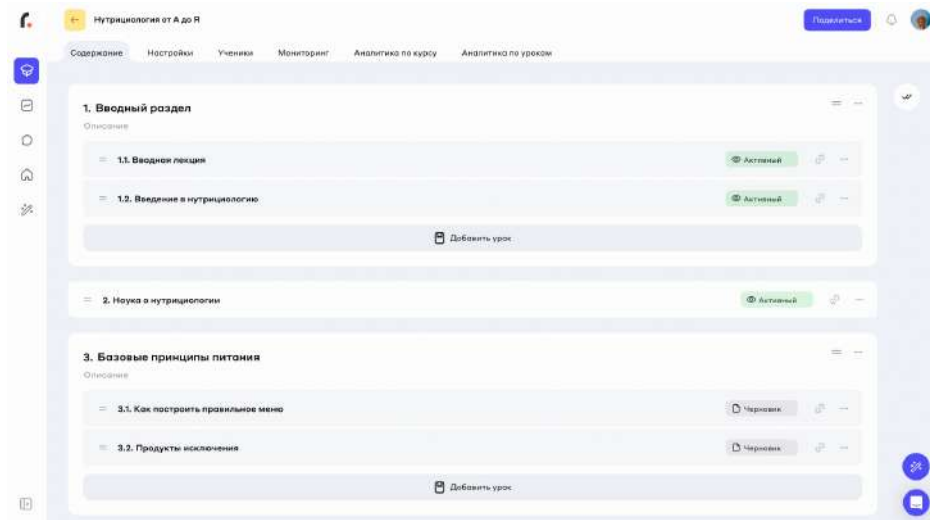 Нутрициология от А до Я
Поделиться
Содержание Настройки Ученики Мониторинг Аналитика по курсу Аналитика по урокам
1. Вводный раздел
Описание
1.1. Вводная лекция Активный
1.2. Введение в нутрициологию Активный
Добавить урок
2. Наука о нутрициологии Активный
3. Базовые принципы питания
Описание
3.1. Как построить правильное меню Черновик
3.2. Продукты исключения Черновик
Добавить урок